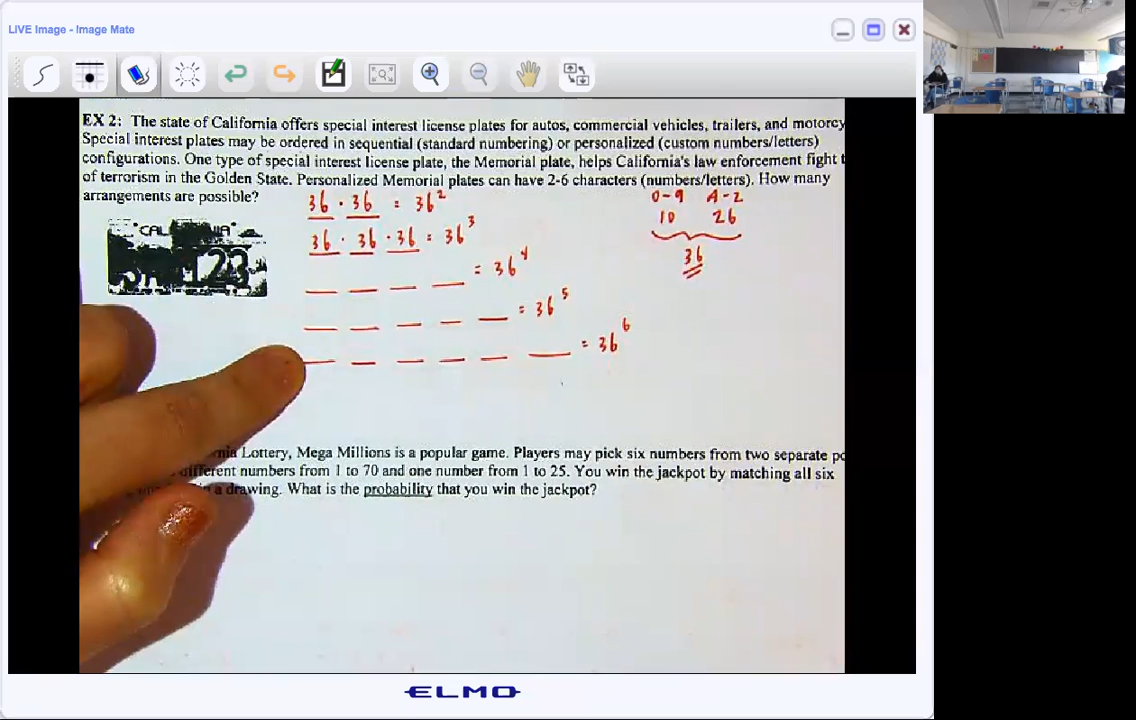 LIVE Image - Image Mate
EX 2: The state of California offers special interest license plates for autos, commercial vehicles, trailers, and motorcy
Special interest plates may be ordered in sequential (standard numbering) or personalized (custom numbers/letters)
configurations. One type of special interest license plate, the Memorial plate, helps California's law enforcement fight t
of terrorism in the Golden State. Personalized Memorial plates can have 2-6 characters (numbers/letters). How many
arrangements are possible?
36 · 36 = 36²
0-9 A-Z
10 26
36
36 · 36 · 36 = 36³
= 36⁴
= 36⁵
= 36⁶
123
Lottery, Mega Millions is a popular game. Players may pick six numbers from two separate po
different numbers from 1 to 70 and one number from 1 to 25. You win the jackpot by matching all six
a drawing. What is the probability that you win the jackpot?
ELMO